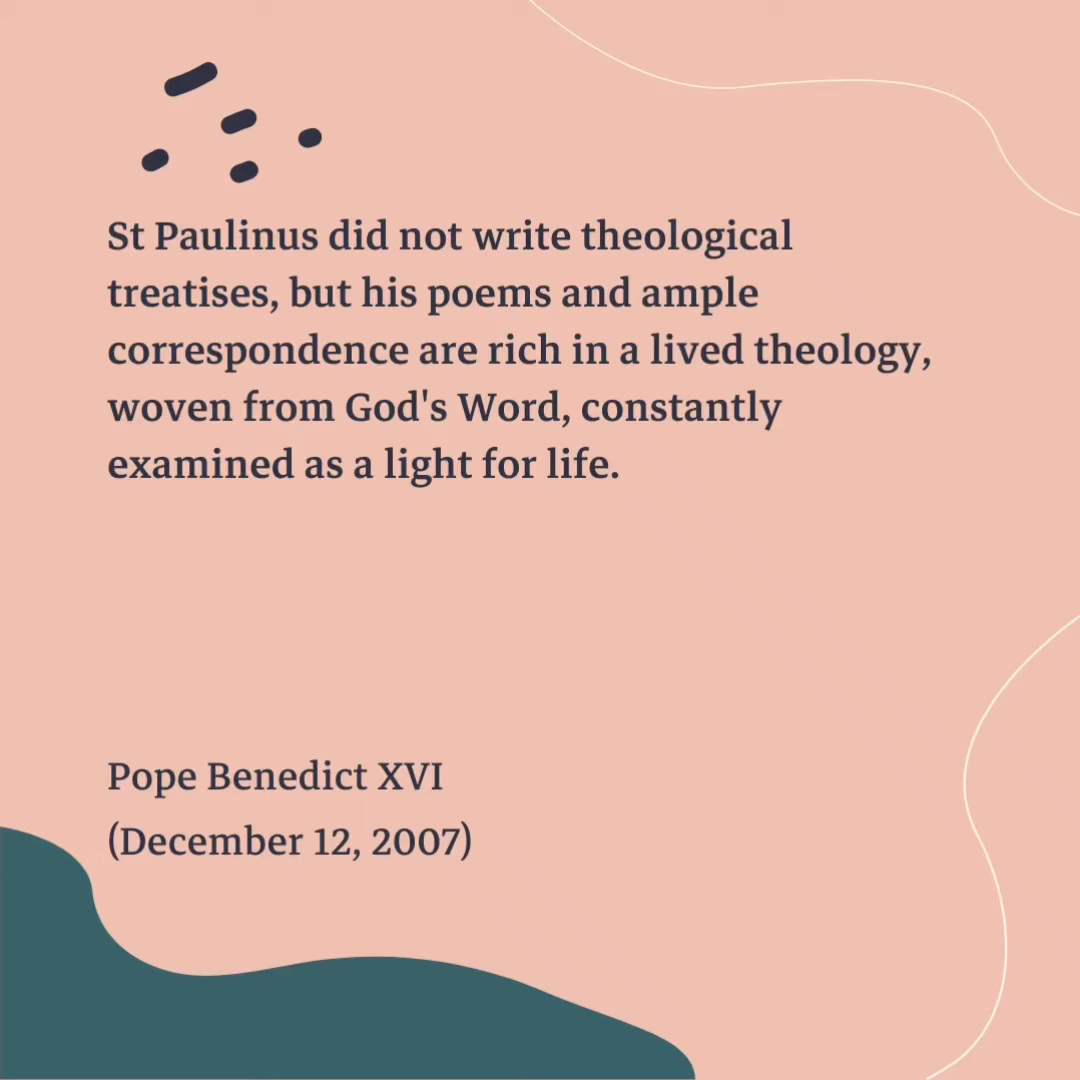 St Paulinus did not write theological
treatises, but his poems and ample
correspondence are rich in a lived theology,
woven from God's Word, constantly
examined as a light for life.
Pope Benedict XVI
(December 12, 2007)